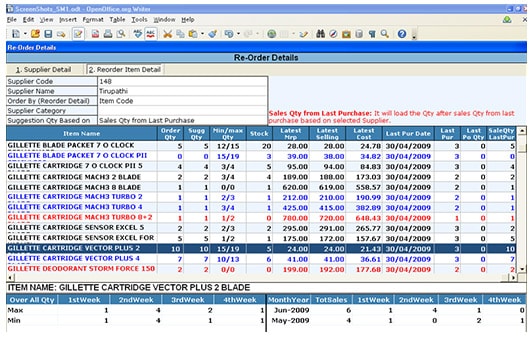 ScreenShots_SW1.odt - OpenOffice.org Writer
File Edit View Insert Format Table Tools Window Help
Re-Order Details
Re-Order Details
1. Supplier Detail 2. Reorder Item Detail
Supplier Code 148
Supplier Name Tirupathi
Order By (Reorder Detail) Item Code
Supplier Category
Suggestion Qty Based on Sales Qty from Last Purchase
Sales Qty from Last Purchase: It will load the Qty after sales Qty from last
purchase based on selected Supplier.
Item Name Order Qty Sugg Qty Min/max Qty Stock Latest Mrp Latest Selling Latest Cost Last Pur Date Last Pur Last Pu Qty SaleQty LastPur
GILLETTE BLADE PACKET 7 O CLOCK 5 5 12/15 20 28.00 28.00 24.78 30/04/2009 3 0 5
GILLETTE BLADE PACKET 7 O CLOCK PII 0 0 15/19 3 39.00 38.00 34.82 30/04/2009 3 0 0
GILLETTE CARTRIDGE 7 O CLOCK PII 5 4 4 3/4 5 95.00 94.00 84.83 30/04/2009 3 0 4
GILLETTE CARTRIDGE MACH3 2 BLADE 2 2 3/4 4 189.00 188.00 173.03 30/04/2009 2 0 2
GILLETTE CARTRIDGE MACH3 8 BLADE 1 1 0/0 1 620.00 619.00 558.57 30/04/2009 2 0 1
GILLETTE CARTRIDGE MACH3 TURBO 2 1 1 2/3 1 212.00 210.00 190.99 30/04/2009 2 0 1
GILLETTE CARTRIDGE MACH3 TURBO 4 1 1 3/4 1 425.00 415.00 382.89 30/04/2009 2 0 1
GILLETTE CARTRIDGE MACH3 TURBO 8+2 1 1 1/2 0 780.00 720.00 648.43 30/04/2009 1 0 1
GILLETTE CARTRIDGE SENSOR EXCEL 5 2 2 2/3 2 295.00 291.00 265.77 30/04/2009 3 0 2
GILLETTE CARTRIDGE SENSOR EXCEL FOR 5 5 1/2 1 175.00 172.00 157.67 30/04/2009 3 0 5
GILLETTE CARTRIDGE VECTOR PLUS 2 10 10 15/19 5 24.00 24.00 21.43 30/04/2009 3 0 10
GILLETTE CARTRIDGE VECTOR PLUS 4 7 7 10/13 6 41.00 41.00 36.61 30/04/2009 3 0 7
GILLETTE DEODORANT STORM FORCE 150 2 2 0/0 1 199.00 192.00 177.68 30/04/2009 2 0 2
ITEM NAME: GILLETTE CARTRIDGE VECTOR PLUS 2 BLADE
Over All Qty 1stWeek 2ndWeek 3rdWeek 4thWeek MonthYear TotSales 1stWeek 2ndWeek 3rdWeek 4thWeek
Max 1 4 2 1 Jun-2009 6 1 4 1 0
Min 1 4 1 1 May-2009 4 1 0 2 1